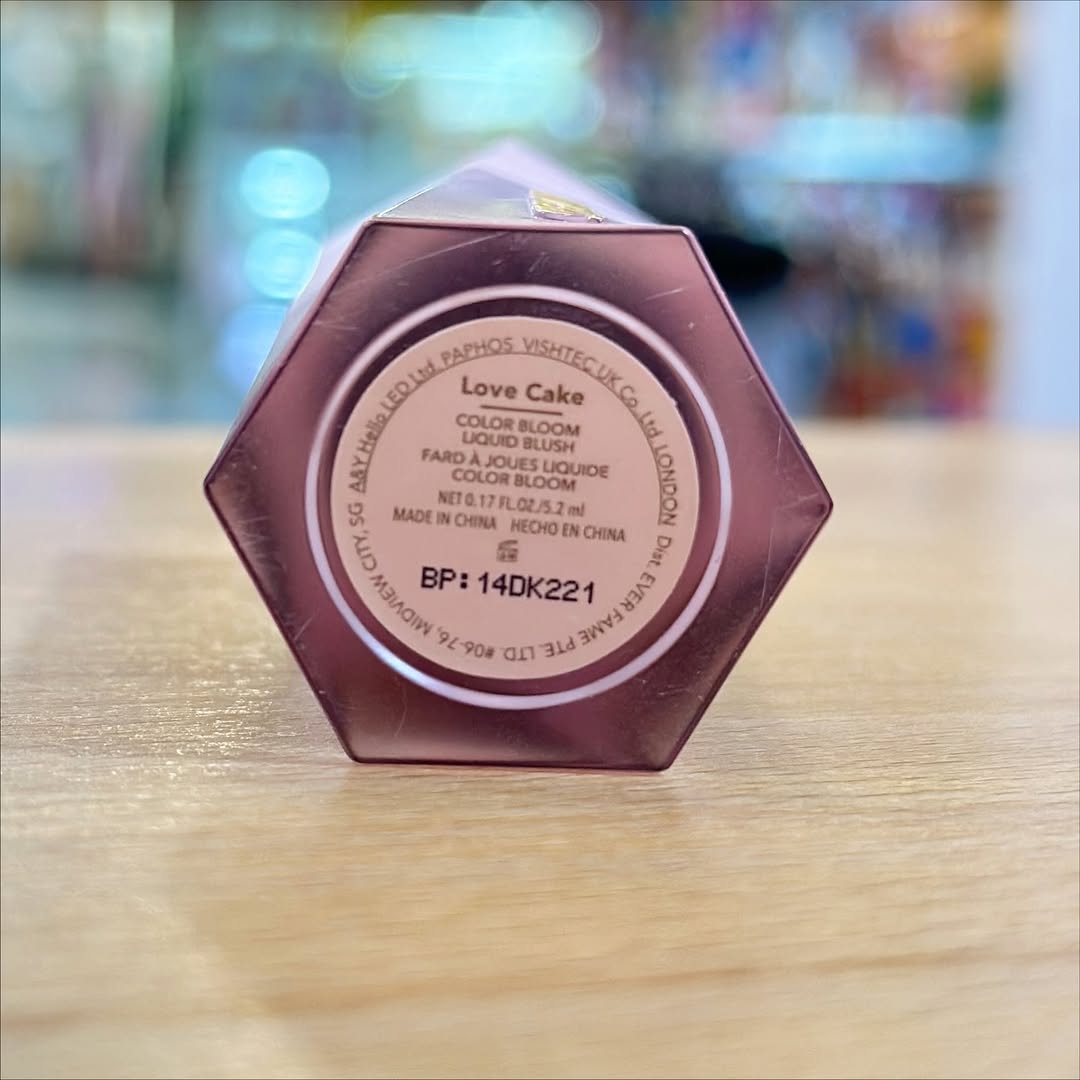 Love Cake
COLOR BLOOM
LIQUID BLUSH
FARD À JOUES LIQUIDE
COLOR BLOOM
NET 0.17 FL.OZ./5.2 ml
MADE IN CHINA HECHO EN CHINA
BP: 14DK221
A&Y Hello LED Ltd. PAPHOS VISHTEC UK Co. Ltd LONDON Dist. EVER FAME PTE. LTD. #06-76, MIDVIEW CITY, SG